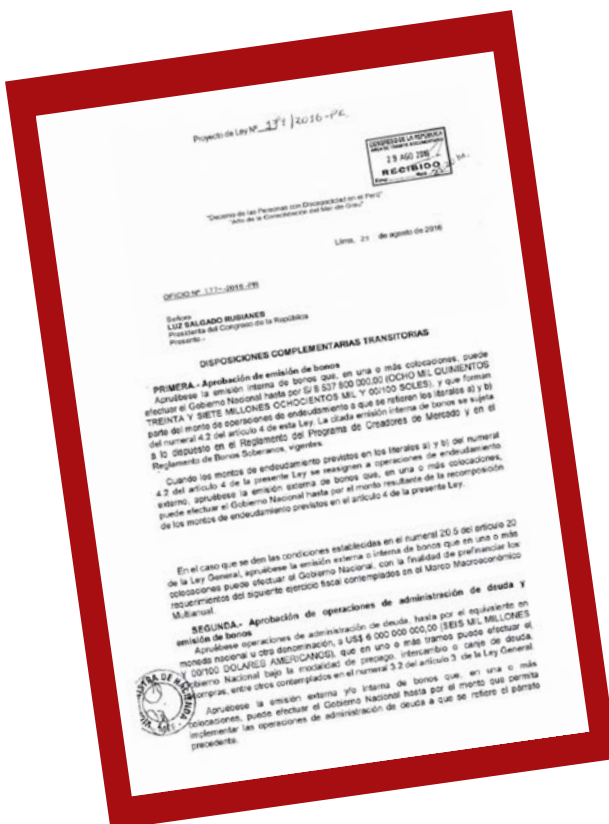 Proyecto de Ley Nº 177/2016-PE
CONGRESO DE LA REPÚBLICA
29 AGO 2016
RECIBIDO
"Decenio de las Personas con Discapacidad en el Perú"
"Año de la Consolidación del Mar de Grau"
Lima, 29 de agosto de 2016
OFICIO Nº 177 -2016 -PR
Señora
LUZ SALGADO RUBIANES
Presidenta del Congreso de la República
Presente.-
DISPOSICIONES COMPLEMENTARIAS TRANSITORIAS
PRIMERA.- Aprobación de emisión de bonos
Apruébese la emisión interna de bonos que, en una o más colocaciones, puede
efectuar el Gobierno Nacional hasta por S/ 8 537 800 000,00 (OCHO MIL QUINIENTOS
TREINTA Y SIETE MILLONES OCHOCIENTOS MIL Y 00/100 SOLES), y que forman
parte del monto de operaciones de endeudamiento a que se refieren los literales a) y b)
del numeral 4.2 del artículo 4 de esta Ley. La citada emisión interna de bonos se sujeta
a lo dispuesto en el Reglamento del Programa de Creadores de Mercado y en el
Reglamento de Bonos Soberanos, vigentes.
Cuando los montos de endeudamiento previstos en los literales a) y b) del numeral
4.2 del artículo 4 de la presente Ley se reasignen a operaciones de endeudamiento
externo, apruébese la emisión externa de bonos que, en una o más colocaciones,
puede efectuar el Gobierno Nacional hasta por el monto resultante de la recomposición
de los montos de endeudamiento previstos en el artículo 4 de la presente Ley.
En el caso que se den las condiciones establecidas en el numeral 20.5 del artículo 20
de la Ley General, apruébese la emisión externa o interna de bonos que en uno o más
colocaciones puede efectuar el Gobierno Nacional, con la finalidad de prefinanciar los
requerimientos del siguiente ejercicio fiscal contemplados en el Marco Macroeconómico
Multianual.
SEGUNDA.- Aprobación de operaciones de administración de deuda y
emisión de bonos
Apruébese operaciones de administración de deuda, hasta por el equivalente en
moneda nacional u otra denominación, a US$ 6 000 000 000,00 (SEIS MIL MILLONES
Y 00/100 DOLARES AMERICANOS), que en uno o más tramos puede efectuar el
Gobierno Nacional bajo la modalidad de prepago, intercambio o canje de deuda,
compras, entre otros contemplados en el numeral 3.2 del artículo 3 de la Ley General.
Apruébese la emisión externa y/o interna de bonos que, en una o más
colocaciones, puede efectuar el Gobierno Nacional hasta por el monto que permita
implementar las operaciones de administración de deuda a que se refiere el párrafo
precedente.